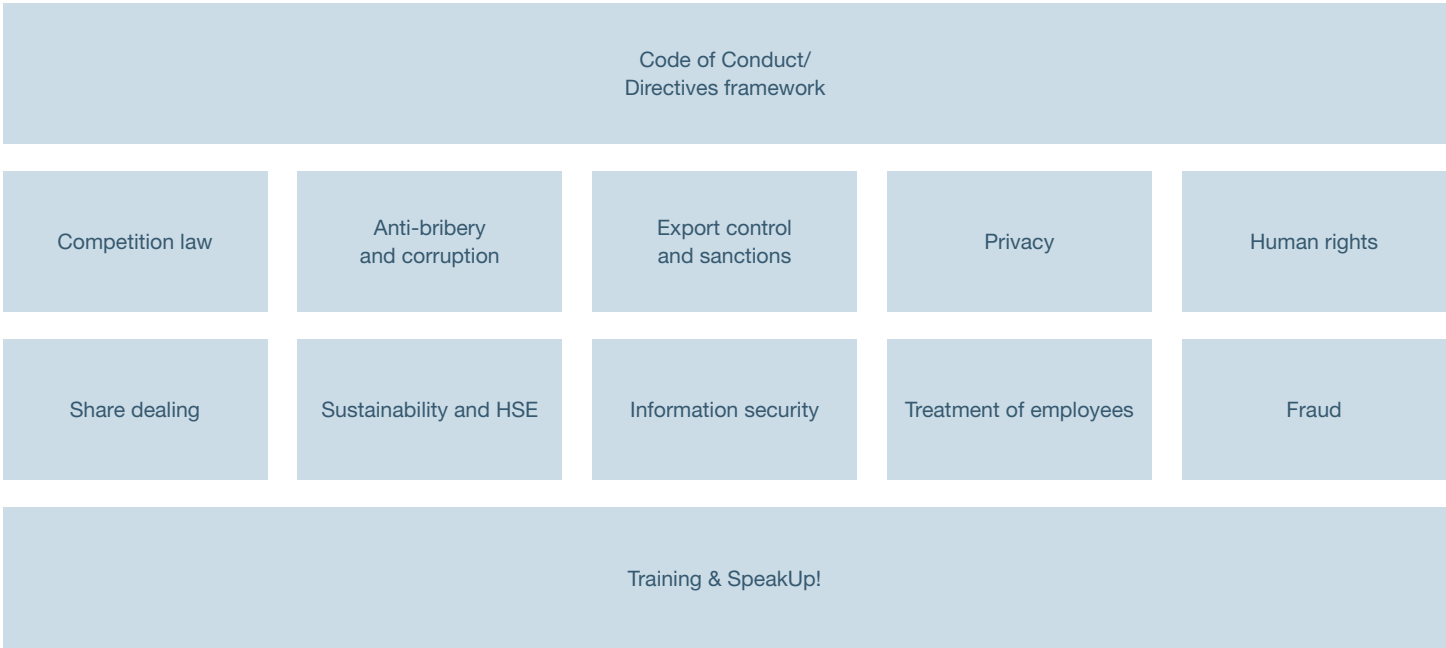 Code of Conduct/
Directives framework
Competition law
Anti-bribery
and corruption
Export control
and sanctions
Privacy
Human rights
Share dealing
Sustainability and HSE
Information security
Treatment of employees
Fraud
Training & SpeakUp!